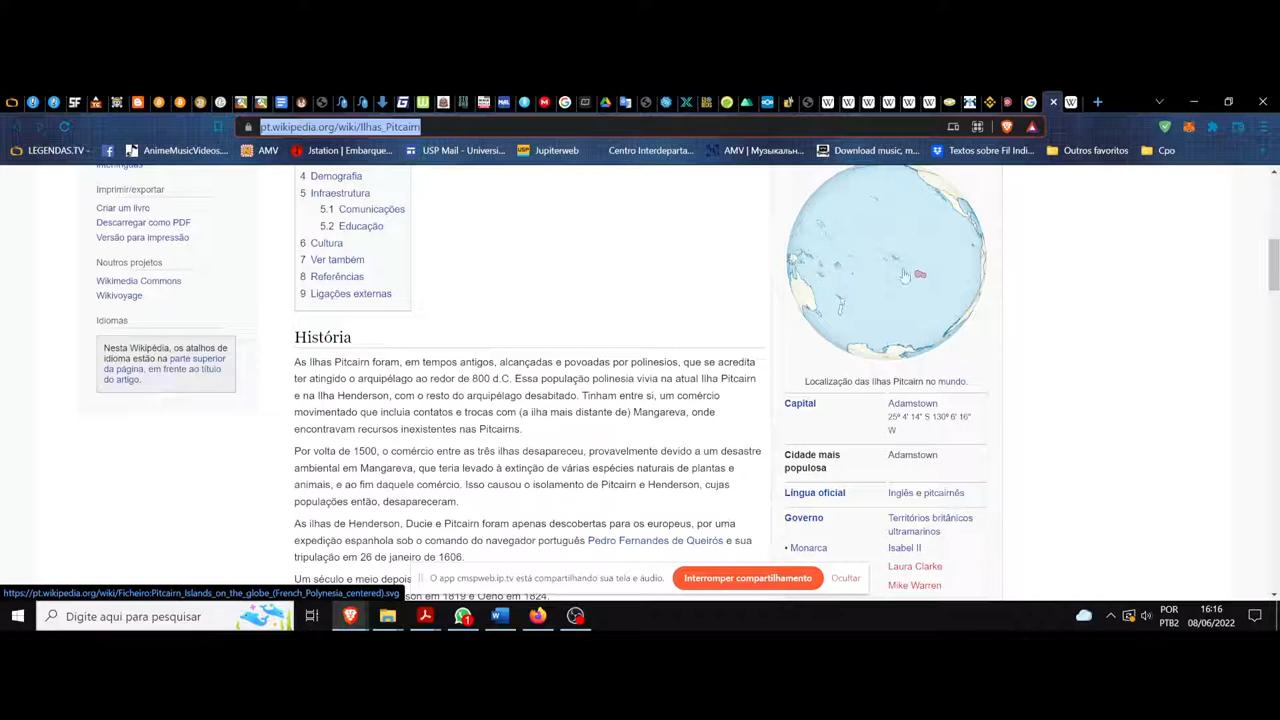 pt.wikipedia.org/wiki/Ilhas_Pitcairn
LEGENDAS.TV
AnimeMusicVideos...
AMV
Jstation | Embarque...
USP Mail - Universi...
Jupiterweb
Centro Interdeparta...
AMV | Музыкальн...
Download music, m...
Textos sobre Fil Indi...
Outros favoritos
Cpo
Imprimir/exportar
Criar um livro
Descarregar como PDF
Versão para impressão
Noutros projetos
Wikimedia Commons
Wikivoyage
Idiomas
Nesta Wikipédia, os atalhos de
idioma estão na parte superior
da página, em frente ao título
do artigo.
4 Demografia
5 Infraestrutura
5.1 Comunicações
5.2 Educação
6 Cultura
7 Ver também
8 Referências
9 Ligações externas
História
As Ilhas Pitcairn foram, em tempos antigos, alcançadas e povoadas por polinesios, que se acredita
ter atingido o arquipélago ao redor de 800 d.C. Essa população polinesia vivia na atual Ilha Pitcairn
e na Ilha Henderson, com o resto do arquipélago desabitado. Tinham entre si, um comércio
movimentado que incluia contatos e trocas com (a ilha mais distante de) Mangareva, onde
encontravam recursos inexistentes nas Pitcairns.
Por volta de 1500, o comércio entre as três ilhas desapareceu, provavelmente devido a um desastre
ambiental em Mangareva, que teria levado à extinção de várias espécies naturais de plantas e
animais, e ao fim daquele comércio. Isso causou o isolamento de Pitcairn e Henderson, cujas
populações então, desapareceram.
As ilhas de Henderson, Ducie e Pitcairn foram apenas descobertas para os europeus, por uma
expedição espanhola sob o comando do navegador português Pedro Fernandes de Queirós e sua
tripulação em 26 de janeiro de 1606.
Um século e meio depois
son em 1819 e Oeno em 1824.
Localização das Ilhas Pitcairn no mundo.
Capital Adamstown
25º 4' 14" S 130º 6' 16"
W
Cidade mais populosa Adamstown
Língua oficial Inglês e pitcairnês
Governo Territórios britânicos
ultramarinos
• Monarca Isabel II
Laura Clarke
Mike Warren
O app cmspweb.ip.tv está compartilhando sua tela e áudio.
Interromper compartilhamento
Ocultar
https://pt.wikipedia.org/wiki/Ficheiro:Pitcairn_Islands_on_the_globe_(French_Polynesia_centered).svg
Digite aqui para pesquisar
1
POR
PTB2
16:16
08/06/2022